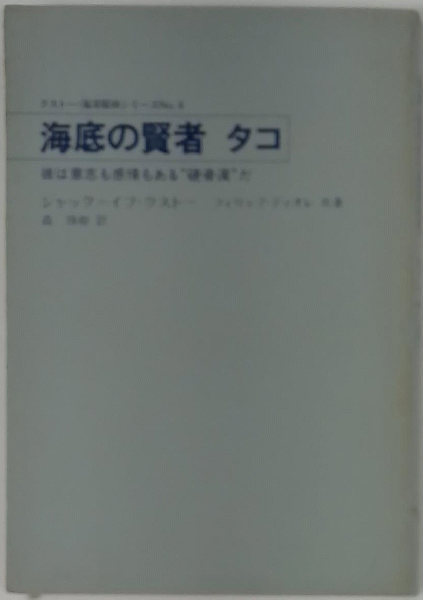 クストー・海洋探検シリーズNo. 6
海底の賢者 タコ
彼は意志も感情もある“硬骨漢”だ
ジャック＝イブ・クストー フィリップ・ディオレ 共著
森 珠樹 訳